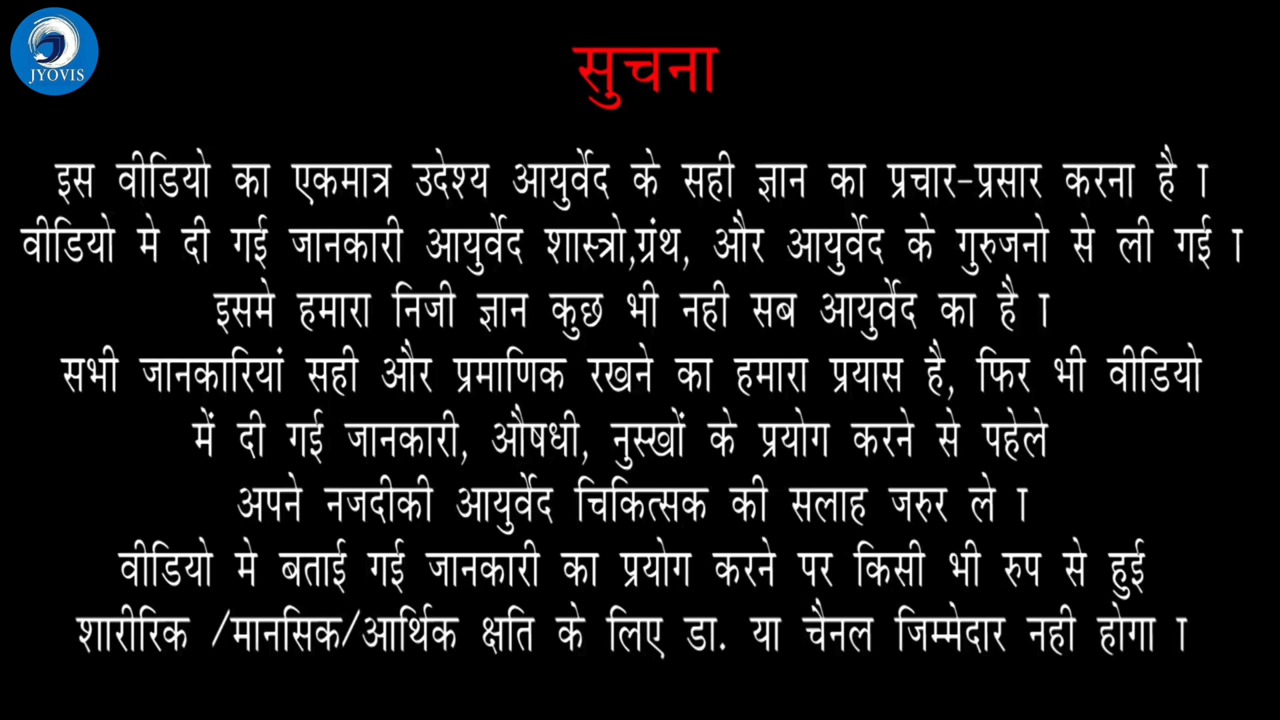 JYOVIS
सुचना
इस वीडियो का एकमात्र उदेश्य आयुर्वेद के सही ज्ञान का प्रचार-प्रसार करना है ।
वीडियो मे दी गई जानकारी आयुर्वेद शास्त्रो,ग्रंथ, और आयुर्वेद के गुरुजनो से ली गई ।
इसमे हमारा निजी ज्ञान कुछ भी नही सब आयुर्वेद का है ।
सभी जानकारियां सही और प्रमाणिक रखने का हमारा प्रयास है, फिर भी वीडियो
में दी गई जानकारी, औषधी, नुस्खों के प्रयोग करने से पहेले
अपने नजदीकी आयुर्वेद चिकित्सक की सलाह जरुर ले ।
वीडियो मे बताई गई जानकारी का प्रयोग करने पर किसी भी रुप से हुई
शारीरिक /मानसिक/आर्थिक क्षति के लिए डा. या चैनल जिम्मेदार नही होगा ।